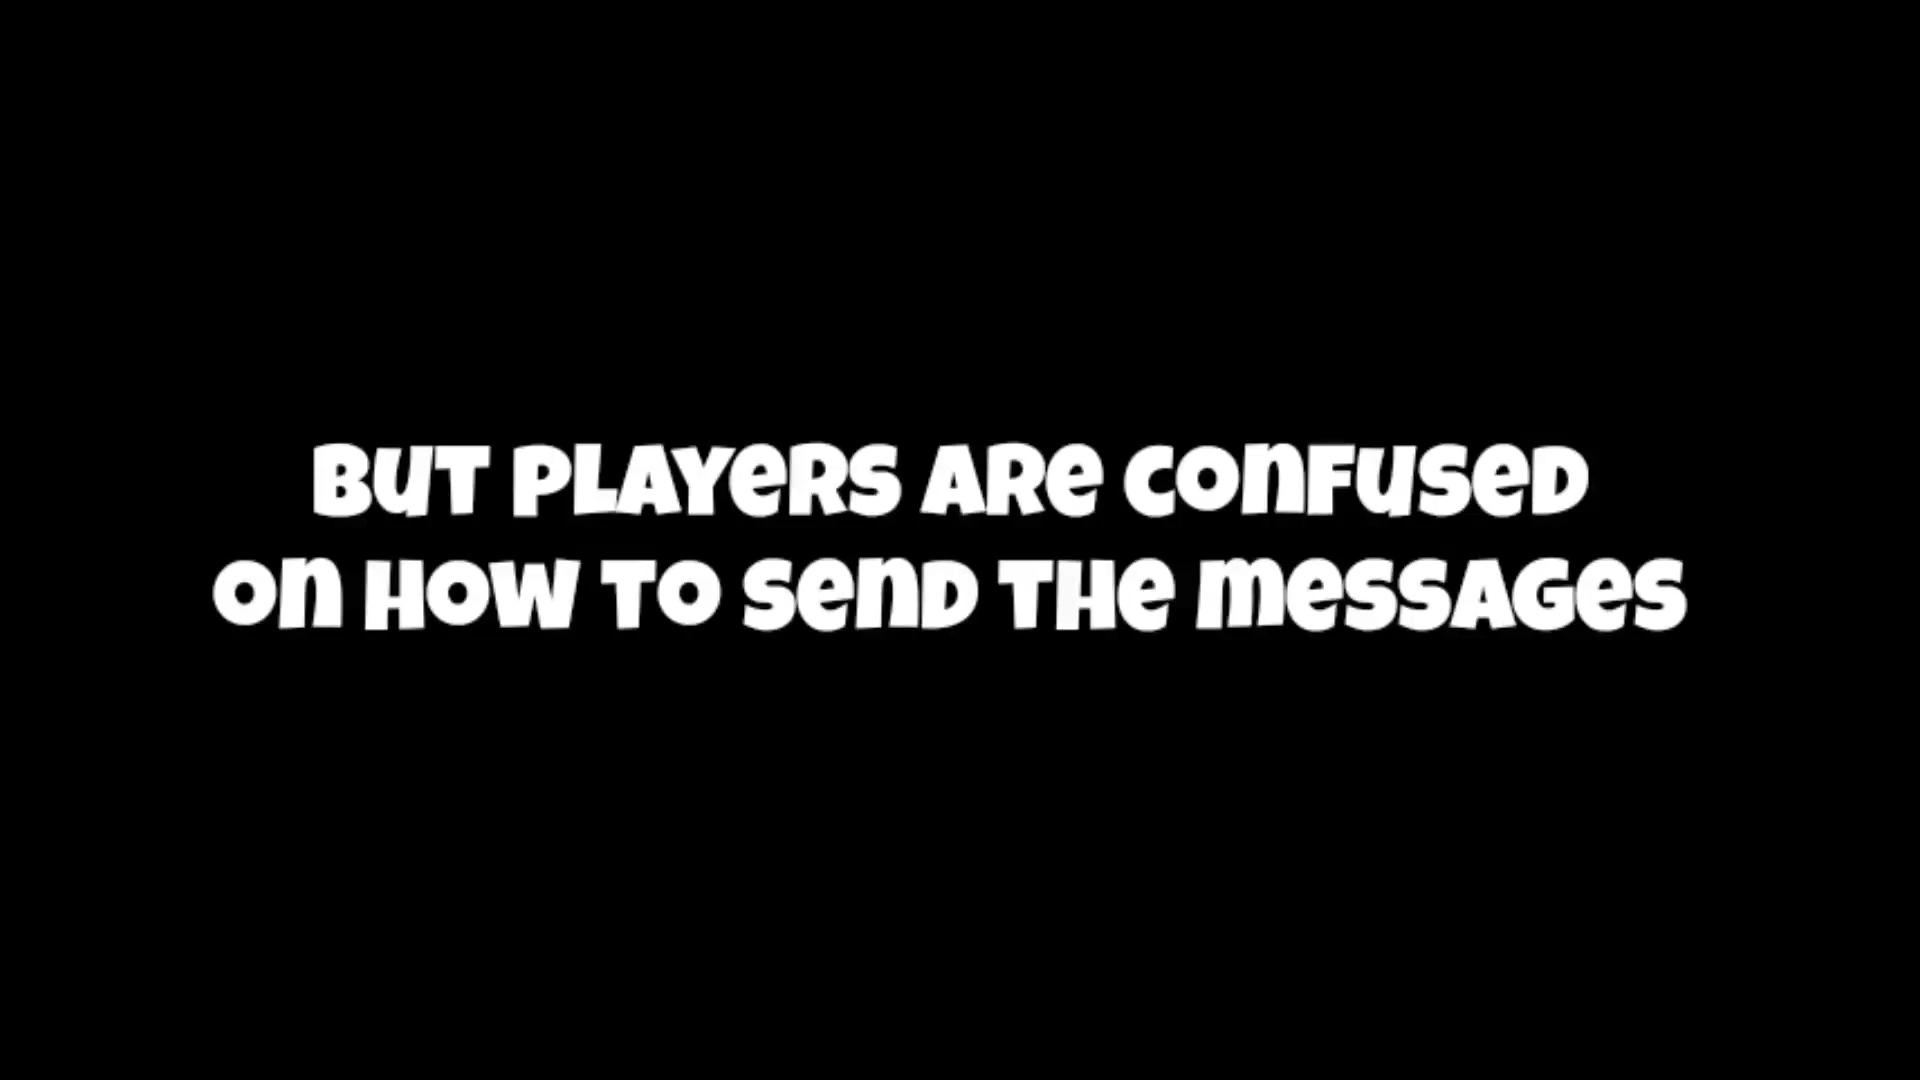 BUT PLAYERS ARE CONFUSED
ON HOW TO SEND THE MESSAGES